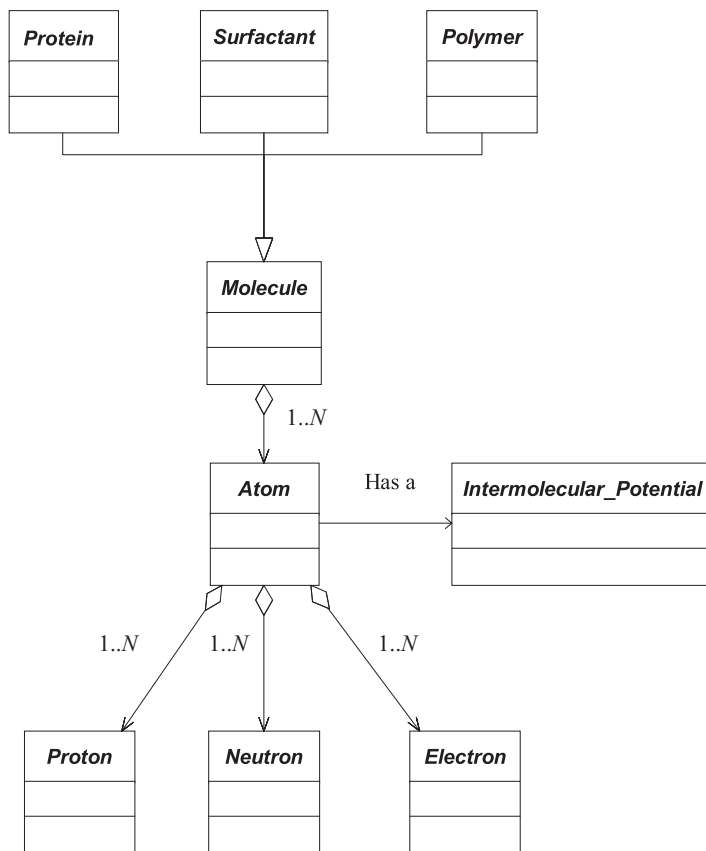 Protein
Surfactant
Polymer
Molecule
1..N
Atom
Has a
Intermolecular_Potential
1..N
1..N
1..N
Proton
Neutron
Electron